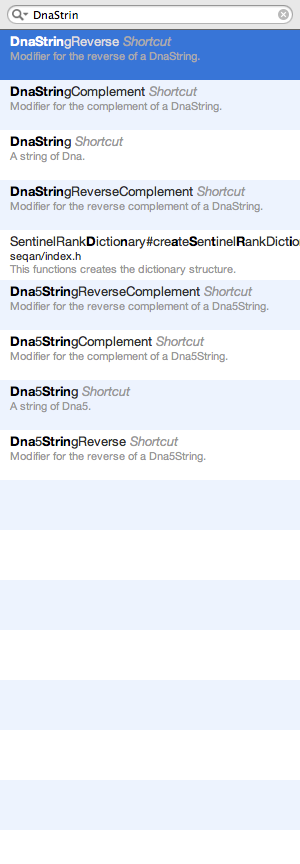 DnaStrin
DnaStringReverse Shortcut
Modifier for the reverse of a DnaString.
DnaStringComplement Shortcut
Modifier for the complement of a DnaString.
DnaString Shortcut
A string of Dna.
DnaStringReverseComplement Shortcut
Modifier for the reverse complement of a DnaString.
SentinelRankDictionary#createSentinelRankDictio
seqan/index.h
This functions creates the dictionary structure.
Dna5StringReverseComplement Shortcut
Modifier for the reverse complement of a Dna5String.
Dna5StringComplement Shortcut
Modifier for the complement of a Dna5String.
Dna5String Shortcut
A string of Dna5.
Dna5StringReverse Shortcut
Modifier for the reverse of a Dna5String.